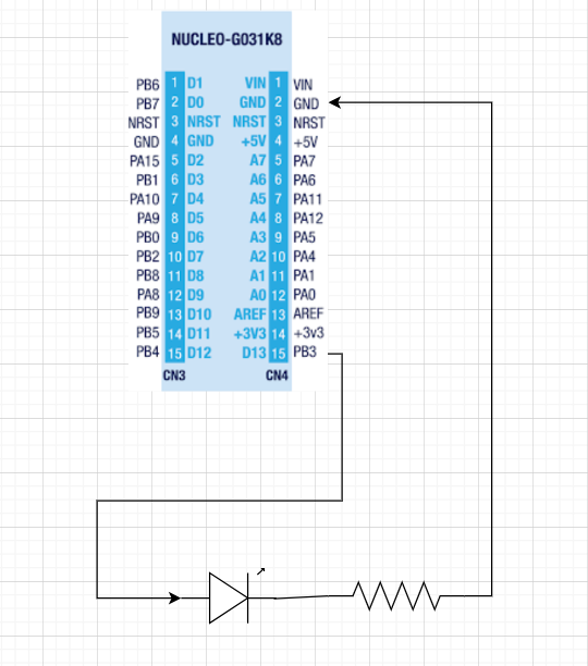 NUCLEO-G031K8
PB6 1 D1 VIN 1 VIN
PB7 2 D0 GND 2 GND
NRST 3 NRST NRST 3 NRST
GND 4 GND +5V 4 +5V
PA15 5 D2 A7 5 PA7
PB1 6 D3 A6 6 PA6
PA10 7 D4 A5 7 PA11
PA9 8 D5 A4 8 PA12
PB0 9 D6 A3 9 PA5
PB2 10 D7 A2 10 PA4
PB8 11 D8 A1 11 PA1
PA8 12 D9 A0 12 PA0
PB9 13 D10 AREF 13 AREF
PB5 14 D11 +3V3 14 +3v3
PB4 15 D12 D13 15 PB3
CN3 CN4